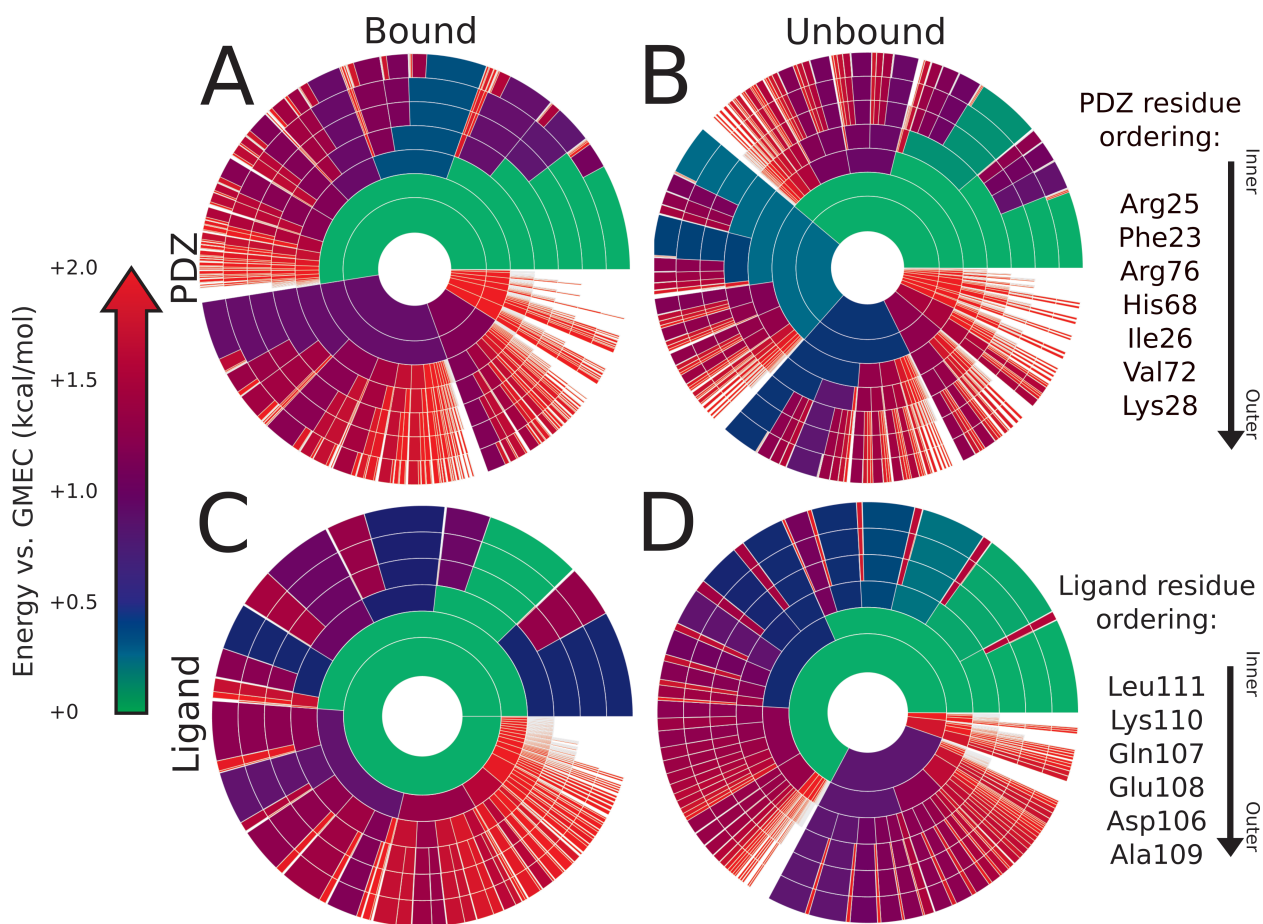 Bound
Unbound
A
B
PDZ residue
ordering:
Inner
Arg25
Phe23
Arg76
His68
Ile26
Val72
Lys28
Outer
PDZ
Energy vs. GMEC (kcal/mol)
+2.0
+1.5
+1.0
+0.5
+0
C
D
Ligand residue
ordering:
Inner
Leu111
Lys110
Gln107
Glu108
Asp106
Ala109
Outer
Ligand